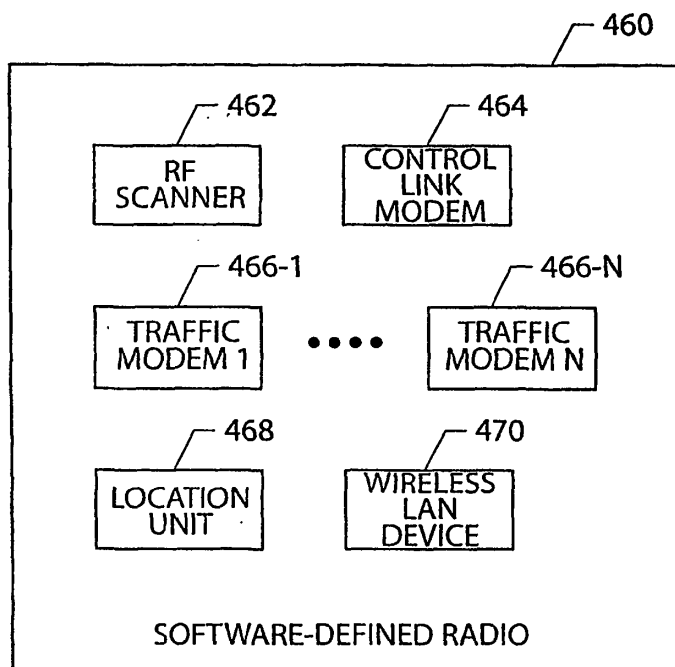 460
462
464
RF
SCANNER
CONTROL
LINK
MODEM
466-1
466-N
TRAFFIC
MODEM 1
TRAFFIC
MODEM N
468
470
LOCATION
UNIT
WIRELESS
LAN
DEVICE
SOFTWARE-DEFINED RADIO